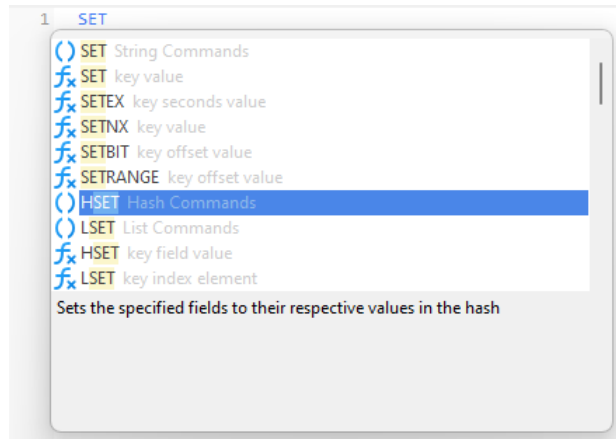 1 SET
() SET String Commands
fx SET key value
fx SETEX key seconds value
fx SETNX key value
fx SETBIT key offset value
fx SETRANGE key offset value
() HSET Hash Commands
() LSET List Commands
fx HSET key field value
fx LSET key index element
Sets the specified fields to their respective values in the hash